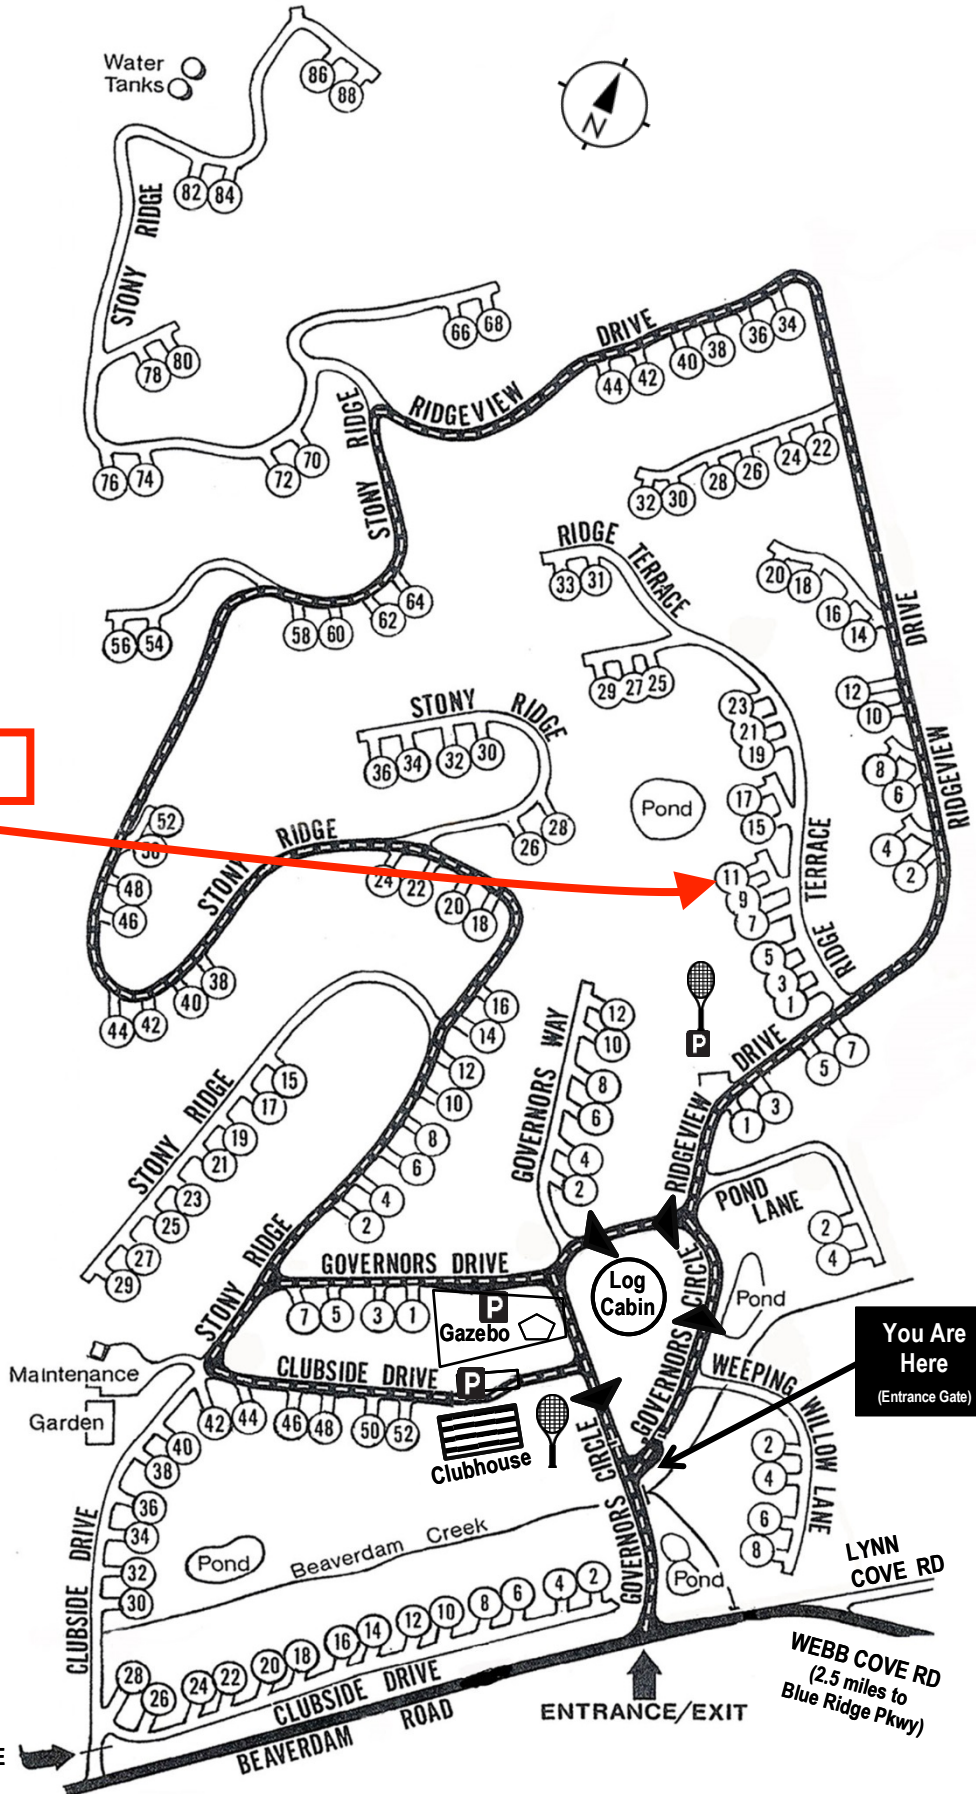 Water
Tanks
86
88
N
82
84
STONY RIDGE
66
68
78
80
DRIVE
34
36
38
40
42
44
RIDGEVIEW
STONY RIDGE
70
72
74
76
22
24
26
28
30
32
RIDGE TERRACE
33
31
20
18
16
14
DRIVE
64
62
60
58
56
54
29
27
25
12
10
23
21
19
STONY RIDGE
36
34
32
30
28
26
Pond
17
15
8
6
RIDGEVIEW
4
2
52
48
46
STONY RIDGE
24
22
20
18
11
9
7
TERRACE
RIDGE
5
3
1
38
40
42
44
16
14
12
10
8
6
4
2
P
DRIVE
7
5
3
1
RIDGEVIEW
GOVERNORS WAY
12
10
8
6
4
2
STONY RIDGE
15
17
19
21
23
25
27
29
POND LANE
2
4
STONY RIDGE
GOVERNORS DRIVE
7
5
3
1
P
Gazebo
Log
Cabin
GOVERNORS CIRCLE
Pond
You Are
Here
(Entrance Gate)
Maintenance
Garden
CLUBSIDE DRIVE
P
42
44
46
48
50
52
Clubhouse
WEEPING WILLOW LANE
2
4
6
8
40
38
36
34
32
30
CLUBSIDE DRIVE
Pond
Beaverdam Creek
GOVERNORS CIRCLE
Pond
LYNN
COVE RD
28
26
24
22
20
18
16
14
12
10
8
6
4
2
CLUBSIDE DRIVE
BEAVERDAM ROAD
ENTRANCE/EXIT
WEBB COVE RD
(2.5 miles to
Blue Ridge Pkwy)
E